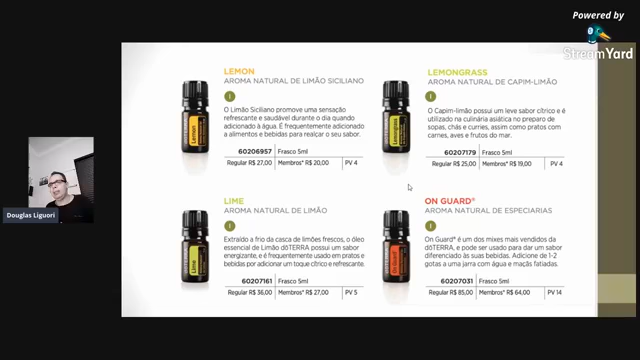 Powered by
StreamYard
LEMON
AROMA NATURAL DE LIMÃO SICILIANO
I
O Limão Siciliano promove uma sensação
refrescante e saudável durante o dia quando
adicionado à água. É frequentemente adicionado
a alimentos e bebidas para realçar o seu sabor.
60206957 Frasco 5ml
Regular R$ 27,00 Membros* R$ 20,00 PV 4
Lemon
LEMONGRASS
AROMA NATURAL DE CAPIM-LIMÃO
I
O Capim-limão possui um leve sabor cítrico e é
utilizado na culinária asiática no preparo de
sopas, chás e curries, assim como pratos com
carnes, aves e frutos do mar.
60207179 Frasco 5ml
Regular R$ 25,00 Membros* R$ 19,00 PV 4
Lemongrass
LIME
AROMA NATURAL DE LIMÃO
I
Extraído a frio da casca de limões frescos, o óleo
essencial de Lime dōTERRA possui um sabor
energizante, e é frequentemente usado em pratos e
bebidas por adicionar um toque cítrico e refrescante.
60207161 Frasco 5ml
Regular R$ 36,00 Membros* R$ 27,00 PV 5
Lime
ON GUARD®
AROMA NATURAL DE ESPECIARIAS
I
On Guard® é um dos mixes mais vendidos da
dōTERRA, e pode ser usado para dar um sabor
diferenciado às suas bebidas. Adicione de 1-2
gotas a uma jarra com água e maçãs fatiadas.
60207031 Frasco 5ml
Regular R$ 85,00 Membros* R$ 64,00 PV 14
On Guard
Douglas Liguori